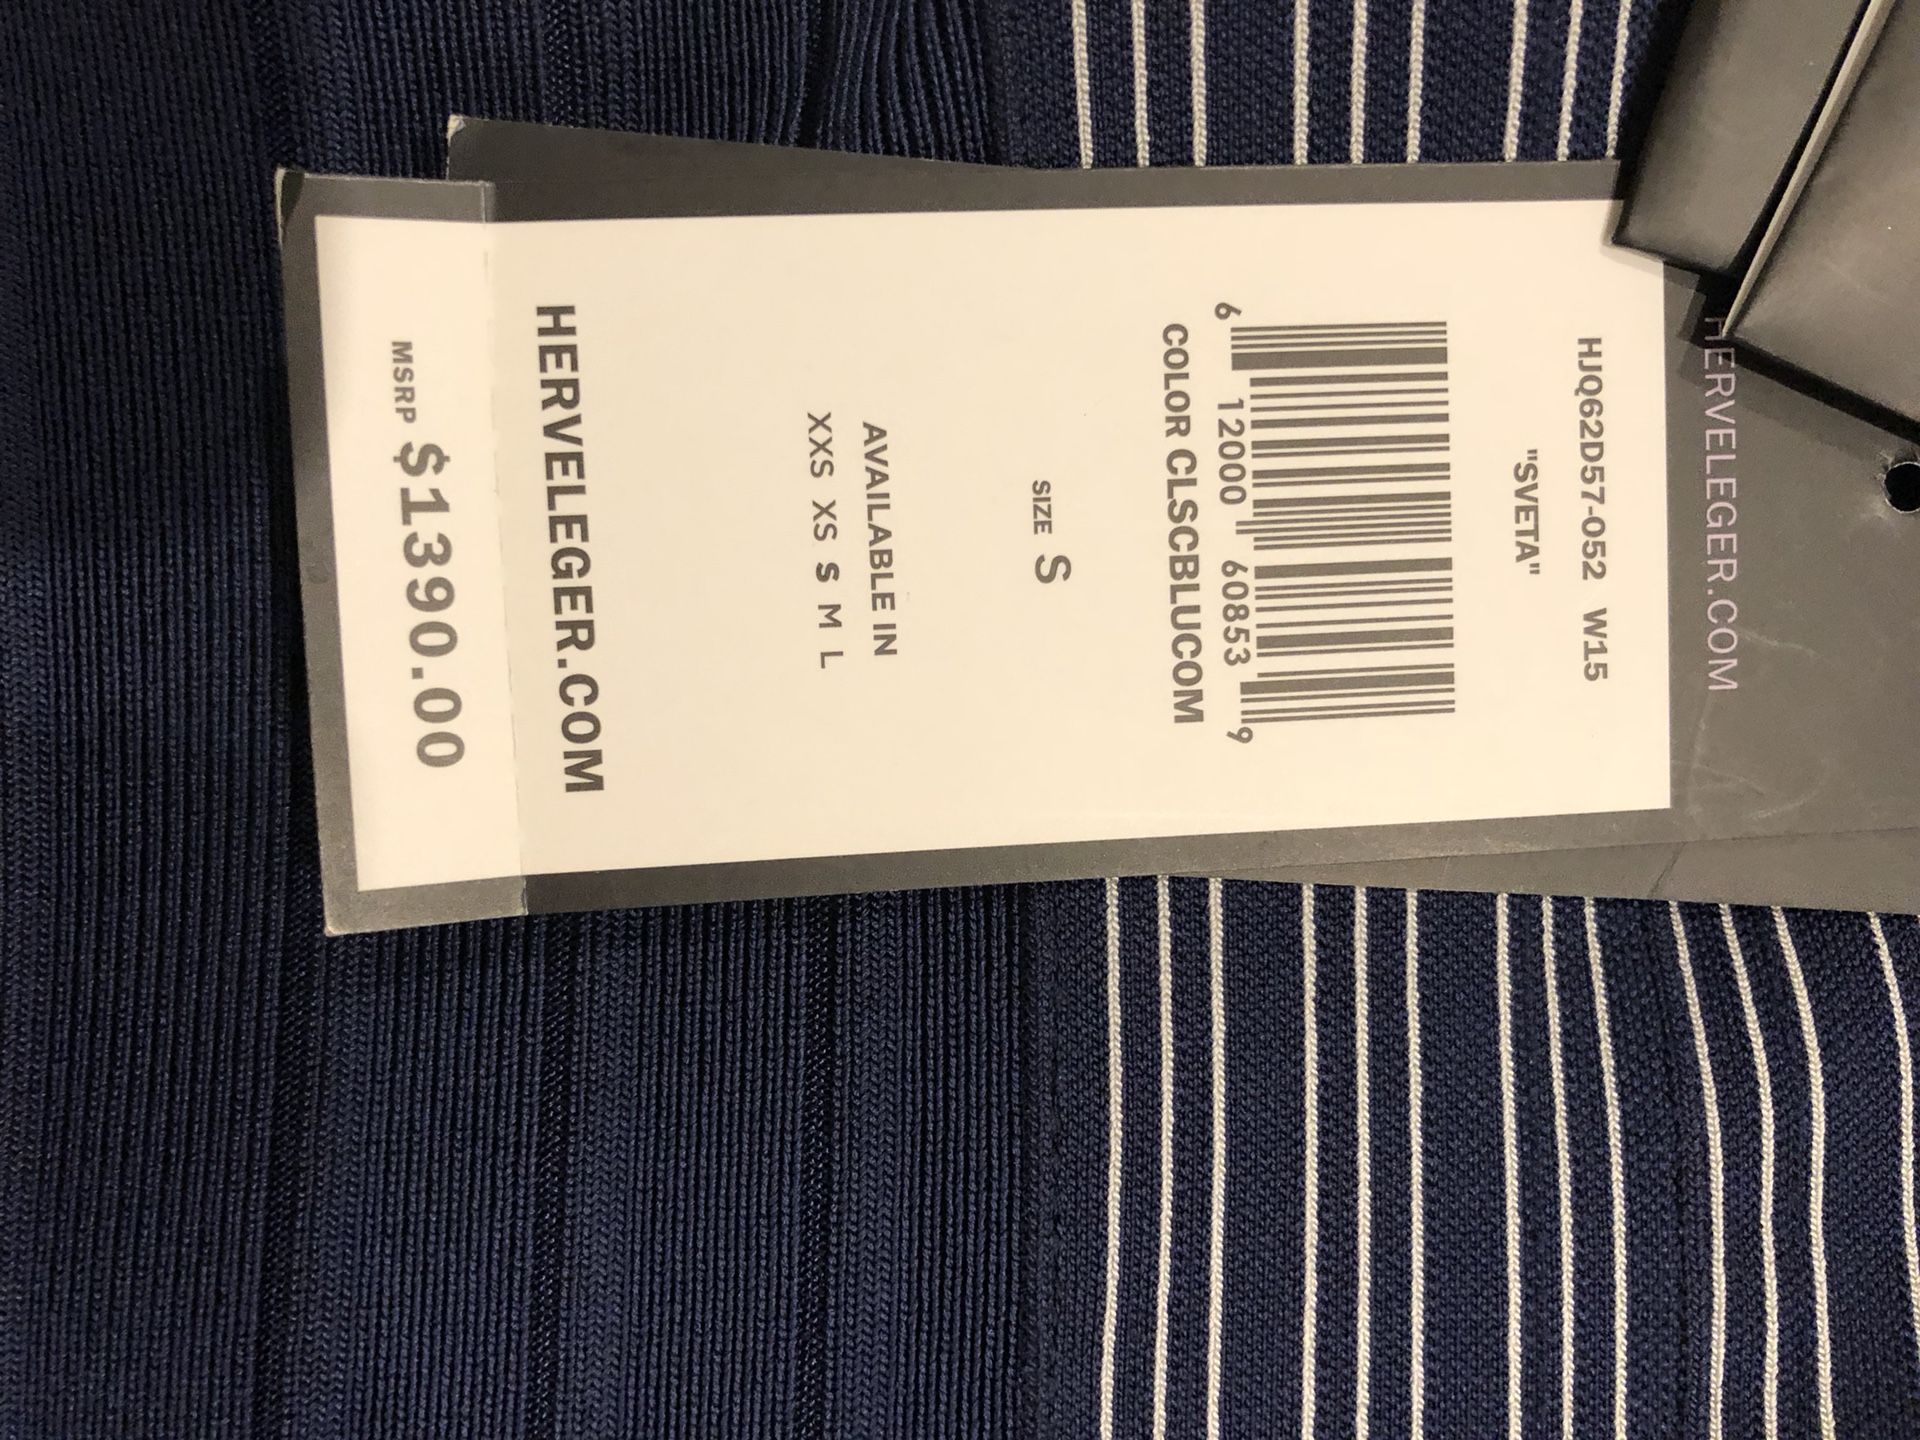 HERVELEGER.COM
HJQ62D57-052 W15
"SVETA"
6 12000 60853 9
COLOR CLSCBLUCOM
SIZE S
AVAILABLE IN
XXS XS S M L
HERVELEGER.COM
MSRP $1390.00